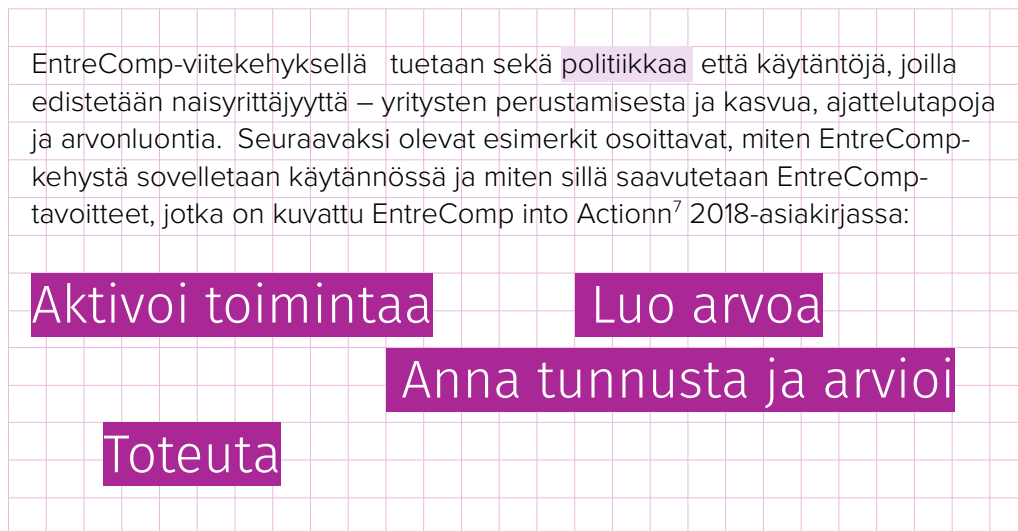 EntreComp-viitekehyksellä tuetaan sekä politiikkaa että käytäntöjä, joilla
edistetään naisyrittäjyyttä – yritysten perustamisesta ja kasvua, ajattelutapoja
ja arvonluontia. Seuraavaksi olevat esimerkit osoittavat, miten EntreComp-
kehystä sovelletaan käytännössä ja miten sillä saavutetaan EntreComp-
tavoitteet, jotka on kuvattu EntreComp into Actionn⁷ 2018-asiakirjassa:
Aktivoi toimintaa
Luo arvoa
Anna tunnusta ja arvioi
Toteuta